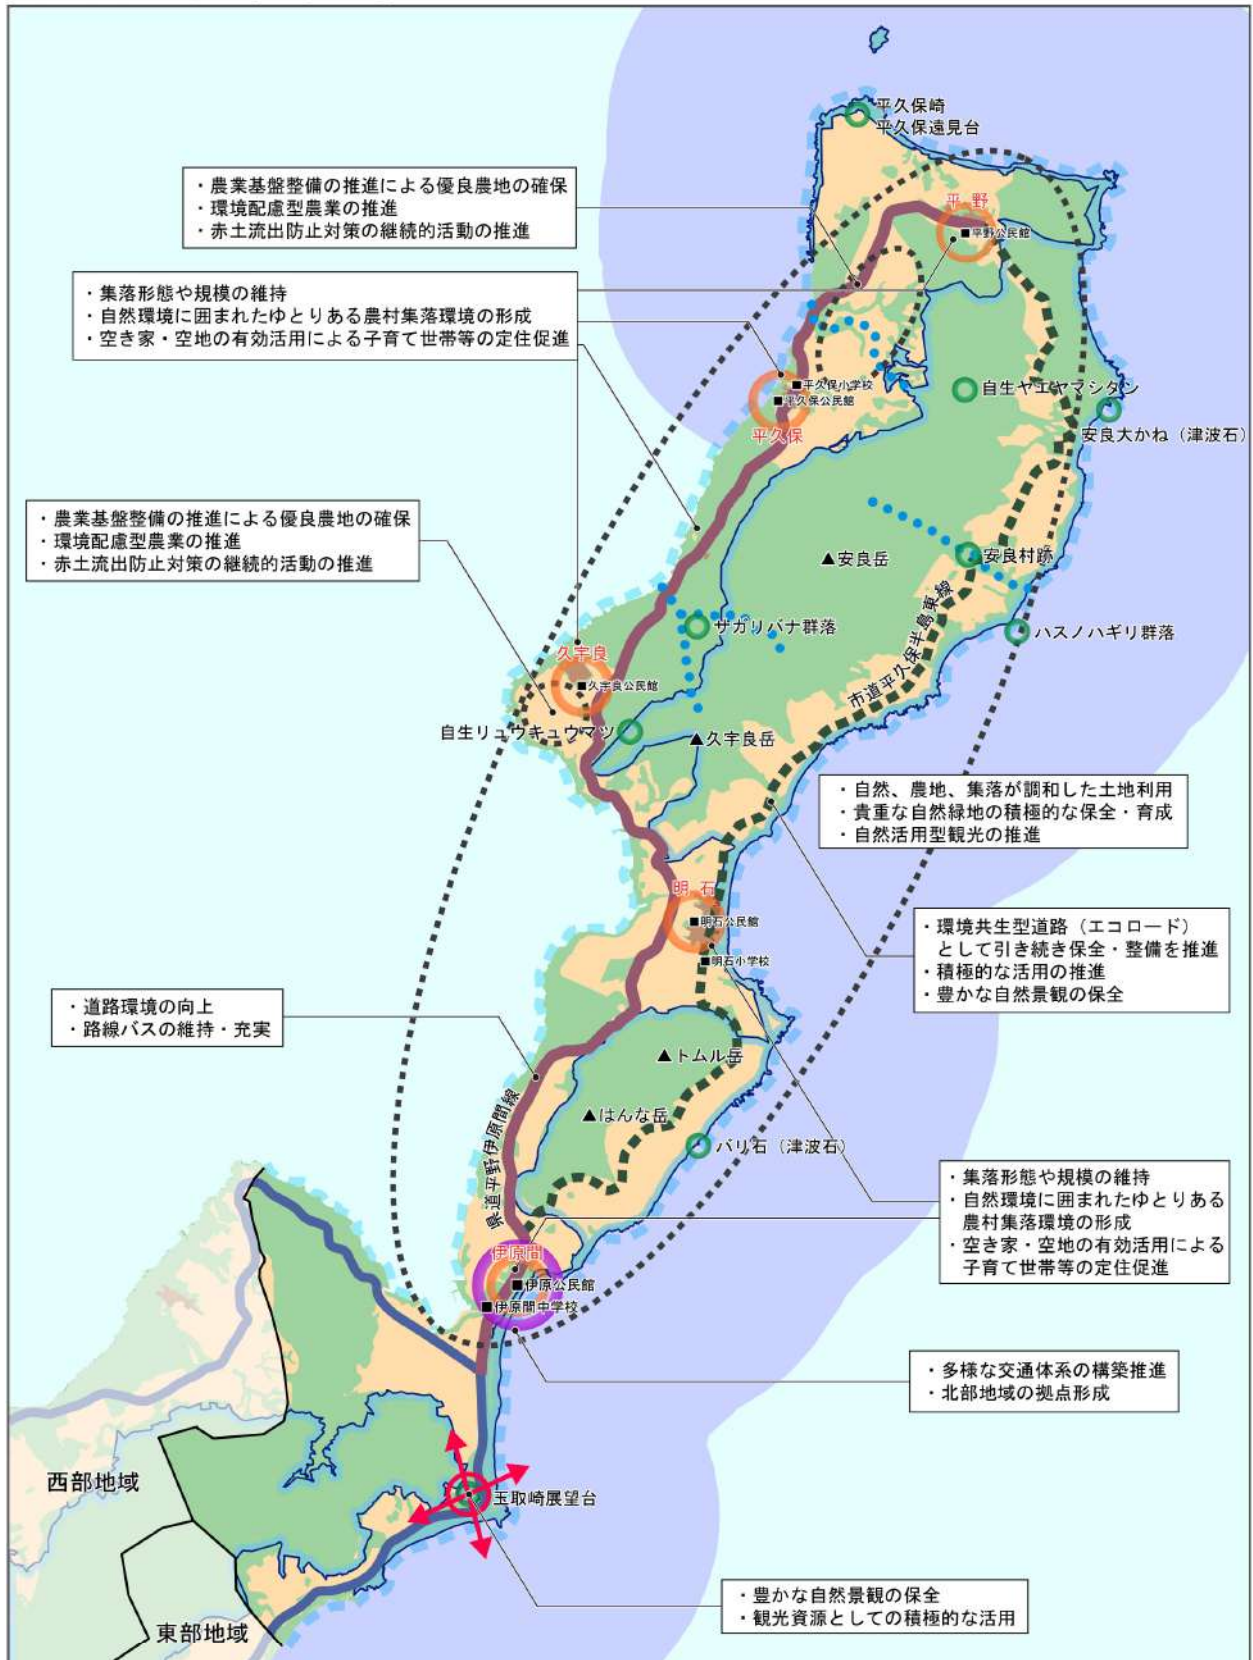 平久保崎
平久保遠見台
・農業基盤整備の推進による優良農地の確保
・環境配慮型農業の推進
・赤土流出防止対策の継続的活動の推進
平 野
■平野公民館
・集落形態や規模の維持
・自然環境に囲まれたゆとりある農村集落環境の形成
・空き家・空地の有効活用による子育て世帯等の定住促進
■平久保小学校
■平久保公民館
平久保
自生ヤエヤマシタン
安良大かね（津波石）
・農業基盤整備の推進による優良農地の確保
・環境配慮型農業の推進
・赤土流出防止対策の継続的活動の推進
▲安良岳
安良村跡
市道平久保半島東線
サガリバナ群落
ハスノハギリ群落
久宇良
■久宇良公民館
自生リュウキュウマツ
▲久宇良岳
・自然、農地、集落が調和した土地利用
・貴重な自然緑地の積極的な保全・育成
・自然活用型観光の推進
明 石
■明石公民館
■明石小学校
・環境共生型道路（エコロード）
として引き続き保全・整備を推進
・積極的な活用の推進
・豊かな自然景観の保全
・道路環境の向上
・路線バスの維持・充実
▲トムル岳
▲はんな岳
県道平野伊原間線
バリ石（津波石）
・集落形態や規模の維持
・自然環境に囲まれたゆとりある
農村集落環境の形成
・空き家・空地の有効活用による
子育て世帯等の定住促進
伊原間
■伊原公民館
■伊原間中学校
・多様な交通体系の構築推進
・北部地域の拠点形成
西部地域
玉取崎展望台
・豊かな自然景観の保全
・観光資源としての積極的な活用
東部地域